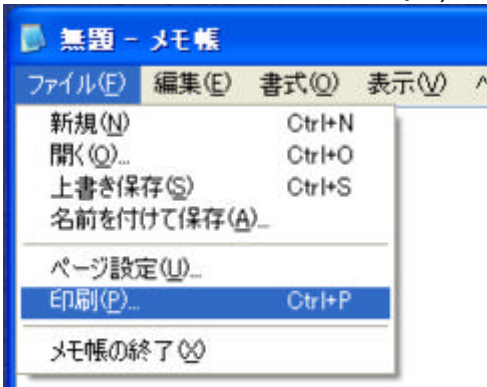 無題 - メモ帳
ファイル(F) 編集(E) 書式(O) 表示(V)
新規(N) Ctrl+N
開く(O)... Ctrl+O
上書き保存(S) Ctrl+S
名前を付けて保存(A)...
ページ設定(U)...
印刷(P)... Ctrl+P
メモ帳の終了(X)